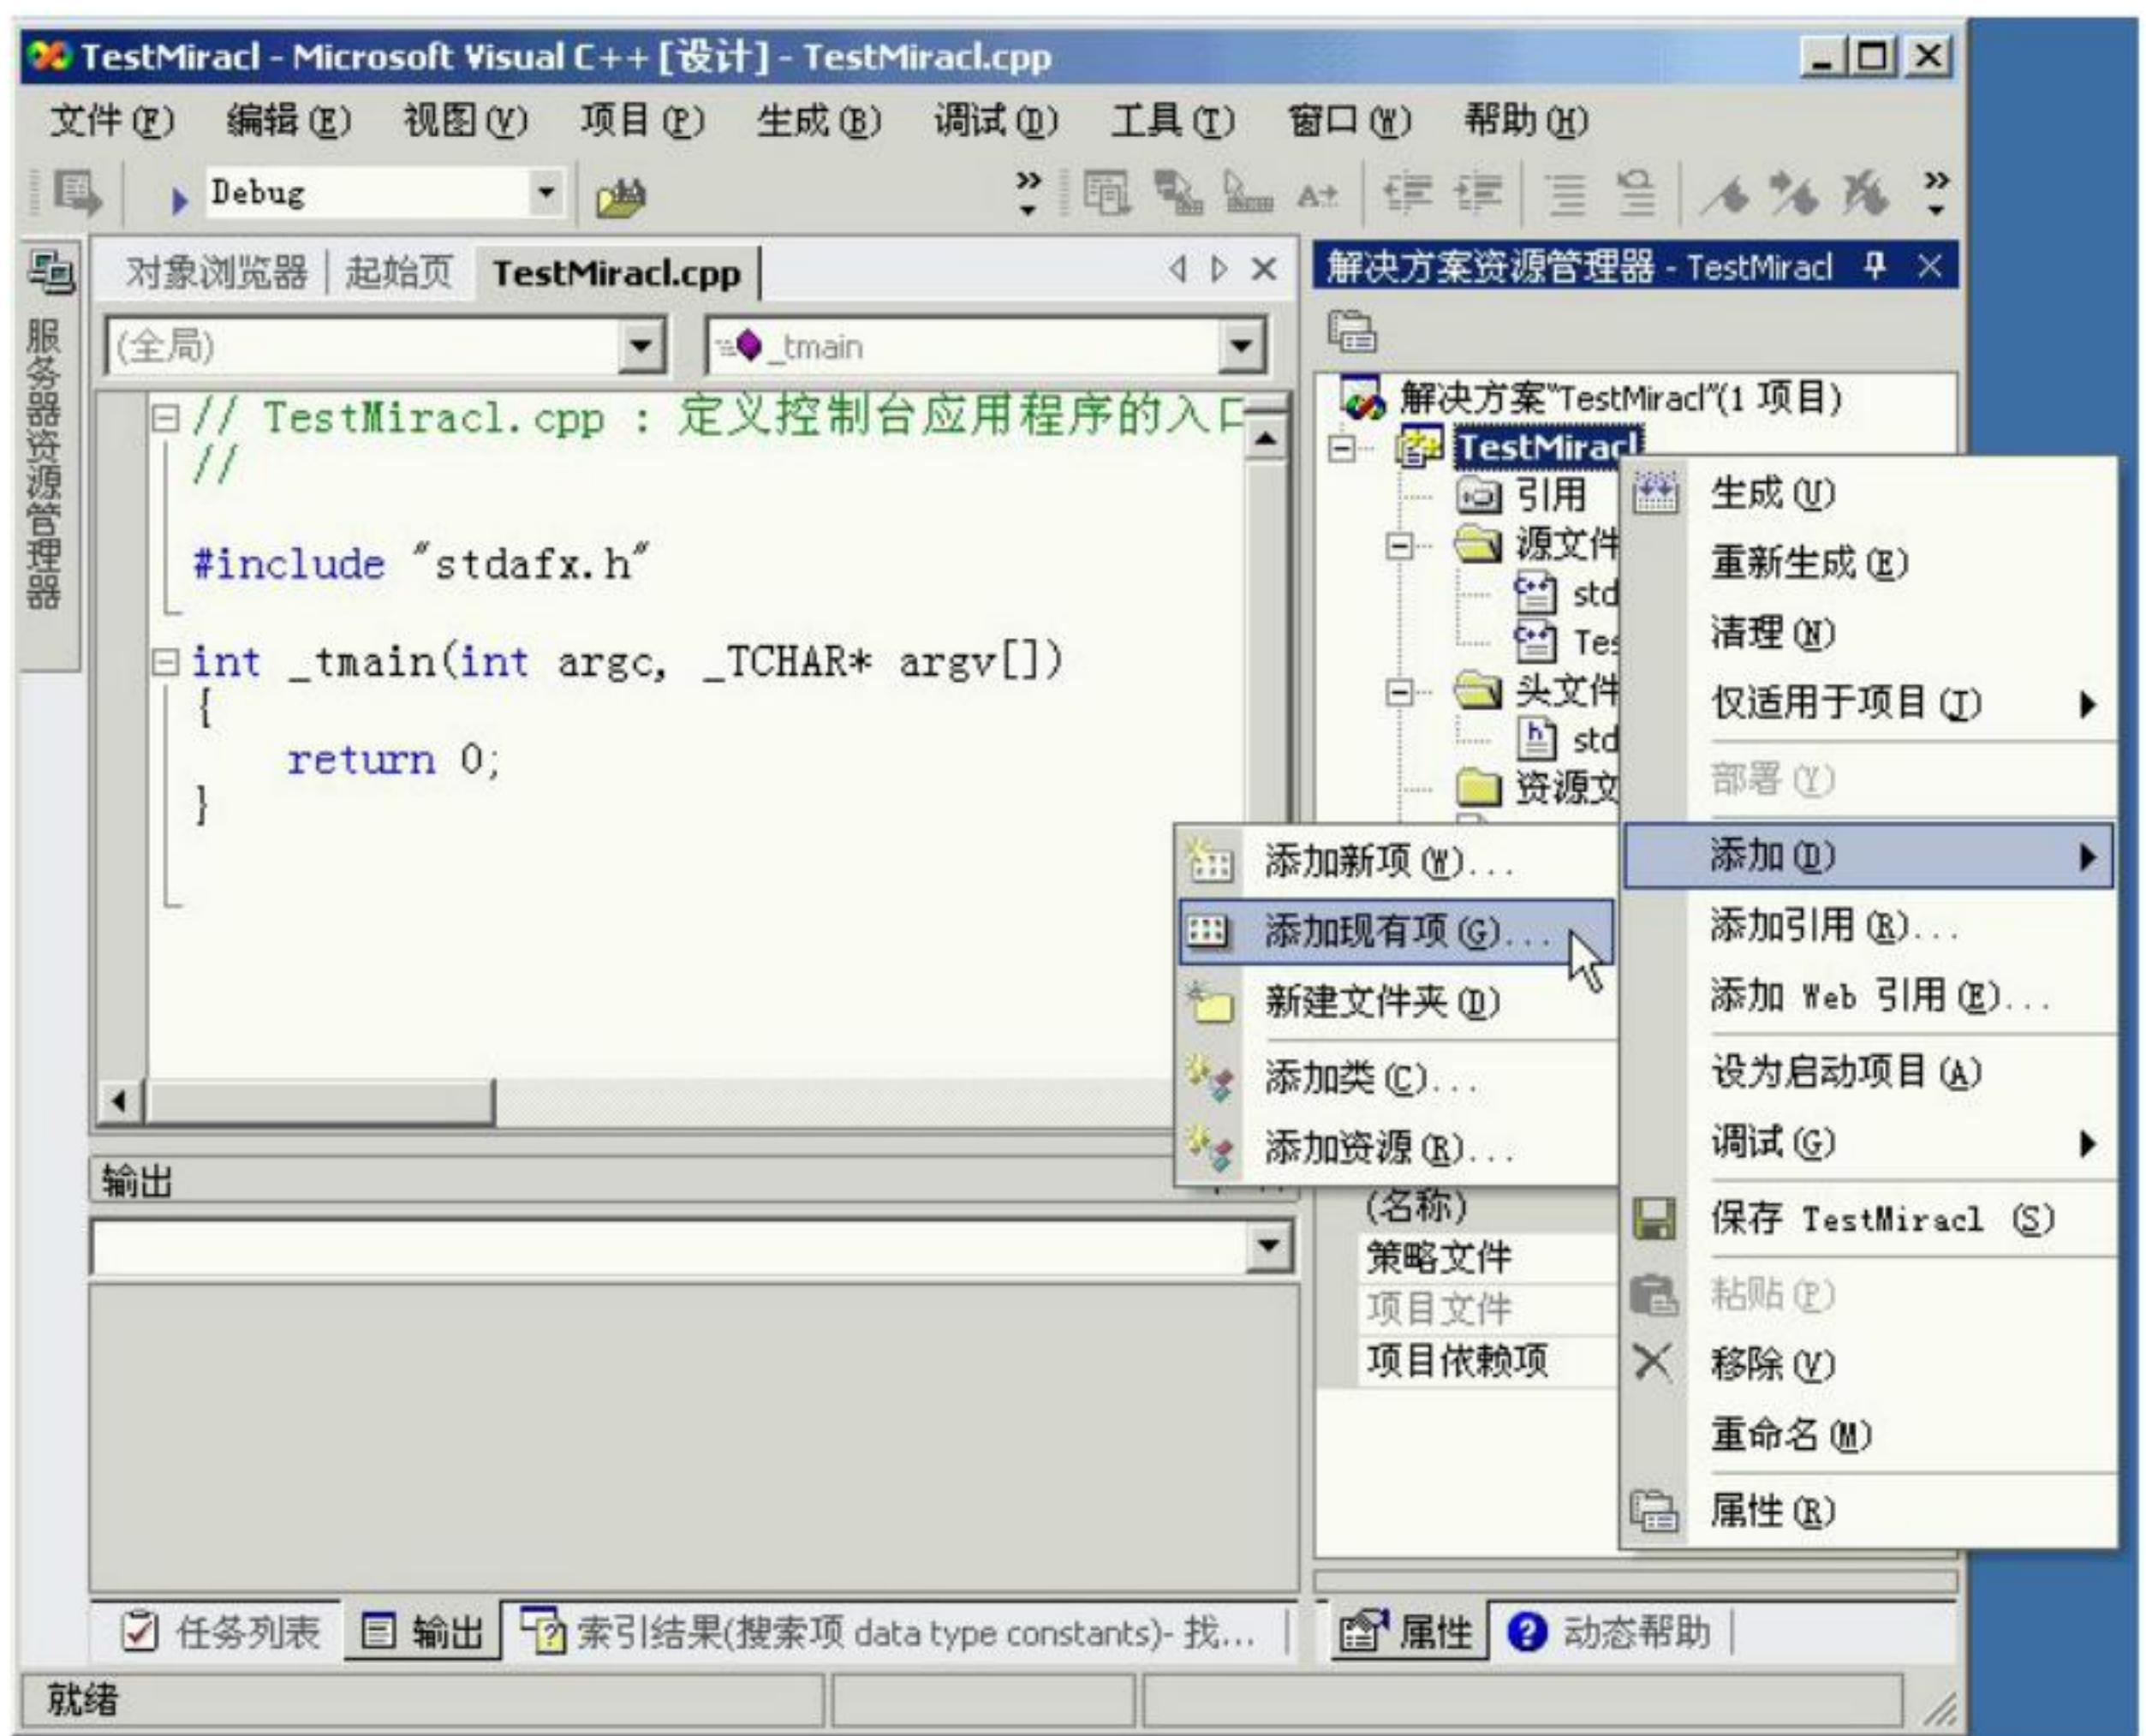 TestMiracl - Microsoft Visual C++ [设计] - TestMiracl.cpp
文件(F) 编辑(E) 视图(V) 项目(P) 生成(B) 调试(D) 工具(T) 窗口(W) 帮助(H)
Debug
对象浏览器 起始页 TestMiracl.cpp
解决方案资源管理器 - TestMiracl
服务器资源管理器
(全局) _tmain
// TestMiracl.cpp : 定义控制台应用程序的入口
//
#include "stdafx.h"
int _tmain(int argc, _TCHAR* argv[])
{
return 0;
}
解决方案"TestMiracl"(1 项目)
TestMiracl
引用
源文件
std
Tes
头文件
std
资源文
生成(U)
重新生成(E)
清理(N)
仅适用于项目(J)
部署(Y)
添加(D)
添加引用(R)...
添加 Web 引用(E)...
设为启动项目(A)
调试(G)
保存 TestMiracl (S)
粘贴(P)
移除(V)
重命名(M)
属性(R)
添加新项(W)...
添加现有项(G)...
新建文件夹(D)
添加类(C)...
添加资源(R)...
输出
(名称)
策略文件
项目文件
项目依赖项
任务列表 输出 索引结果(搜索项 data type constants)- 找...
属性 动态帮助
就绪